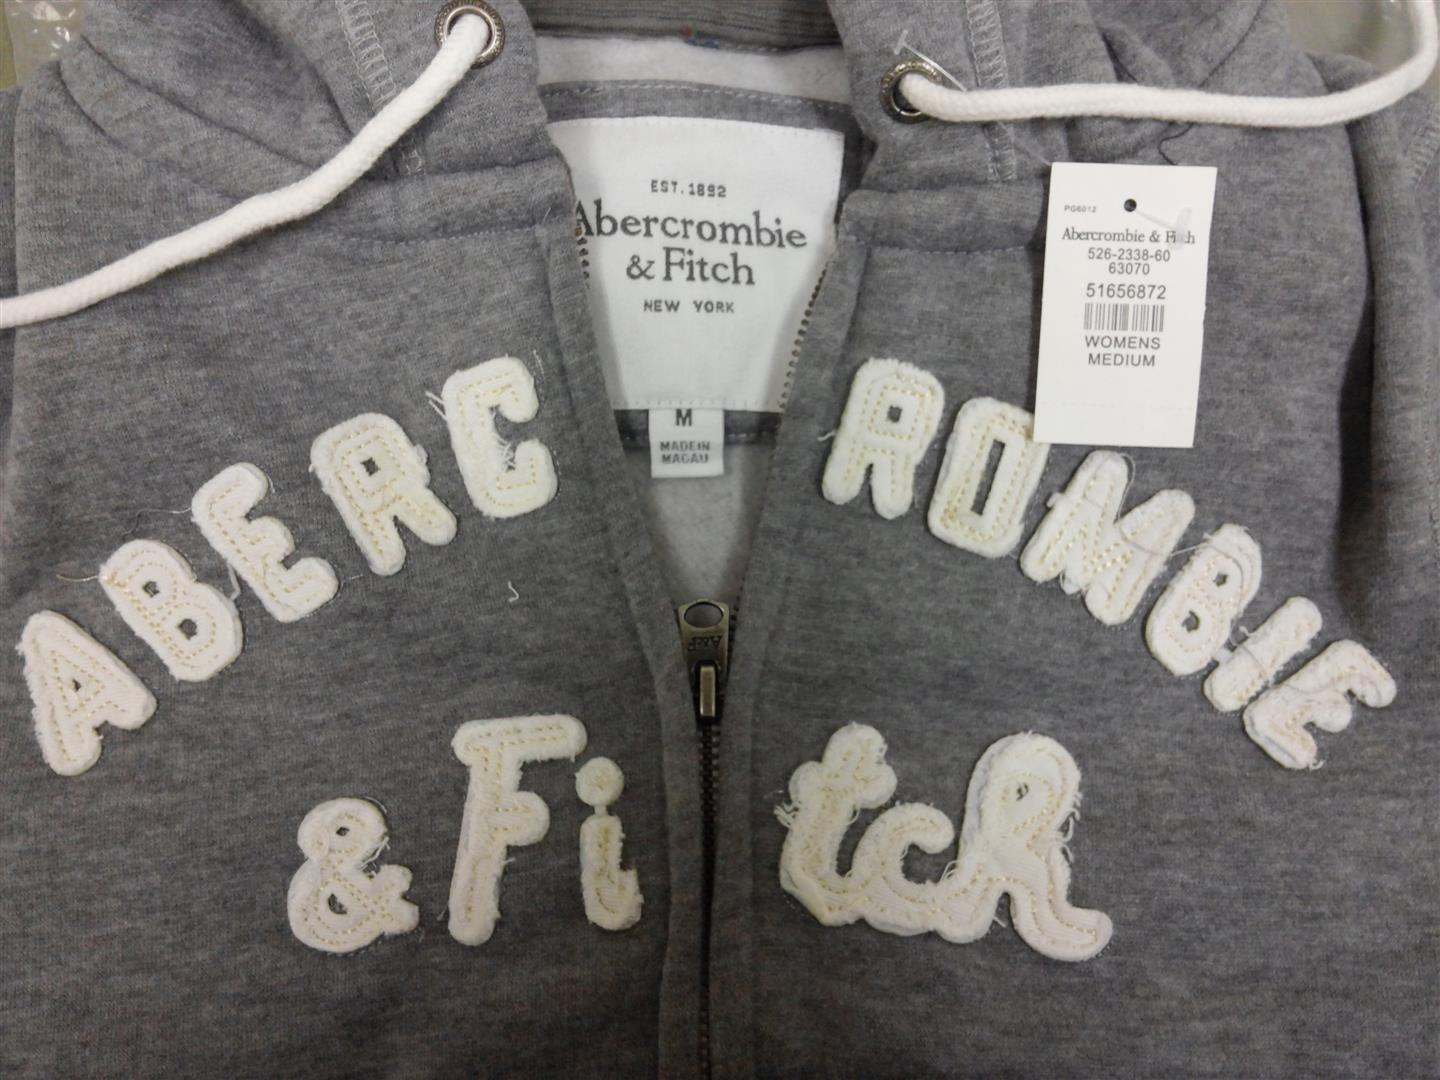 EST. 1892
Abercrombie
& Fitch
NEW YORK
M
MADE IN
MACAU
PG6012
Abercrombie & Fitch
526-2338-60
63070
51656872
WOMENS
MEDIUM
ABERC ROMBIE
& Fi tch
A&F